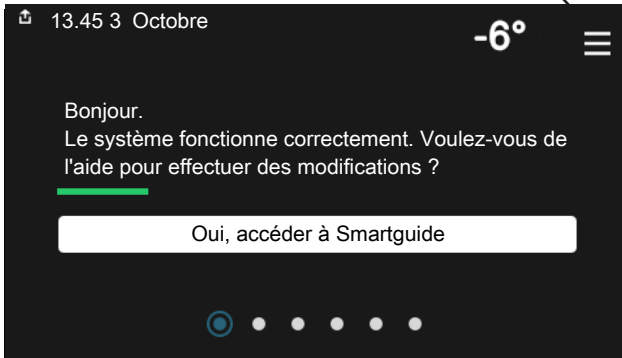 13.45 3 Octobre
-6°
Bonjour.
Le système fonctionne correctement. Voulez-vous de
l'aide pour effectuer des modifications ?
Oui, accéder à Smartguide